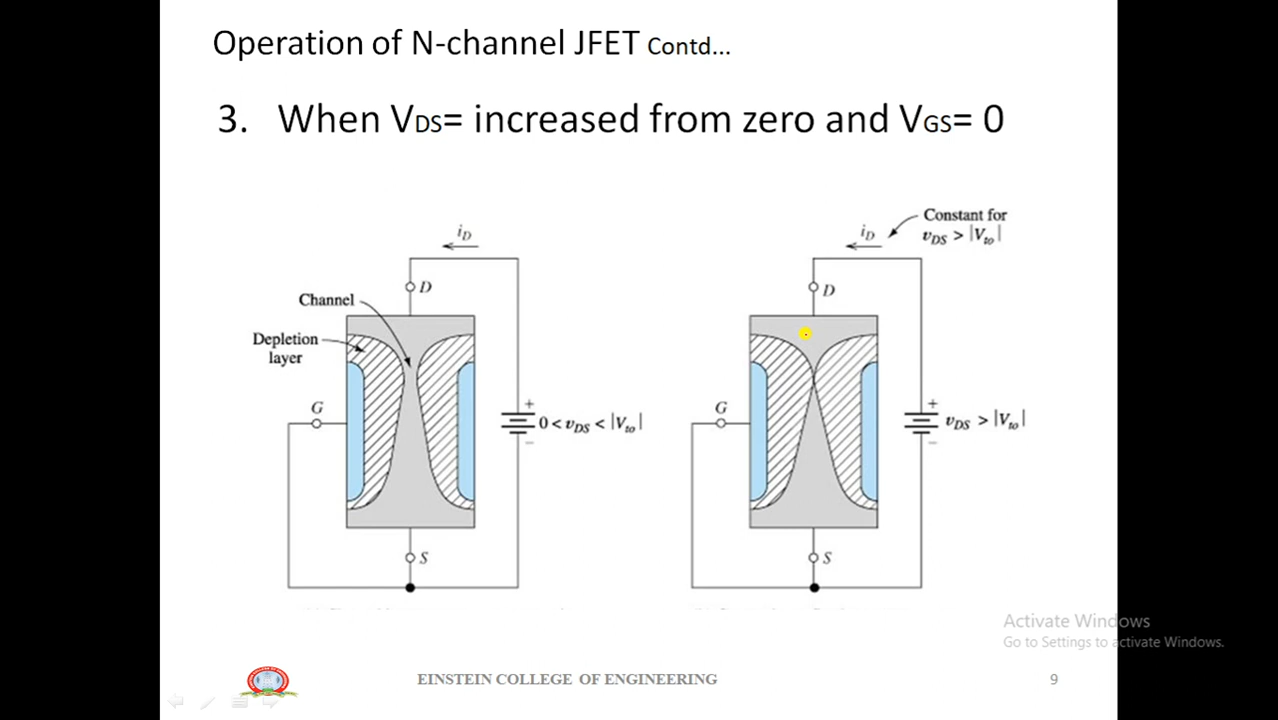 Operation of N-channel JFET Contd...
3. When VDS= increased from zero and VGS= 0
iD
D
Channel
Depletion
layer
G
+
0 < vDS < |Vto|
−
S
Constant for
vDS > |Vto|
iD
D
G
+
vDS > |Vto|
−
S
Activate Windows
Go to Settings to activate Windows.
EINSTEIN COLLEGE OF ENGINEERING
9